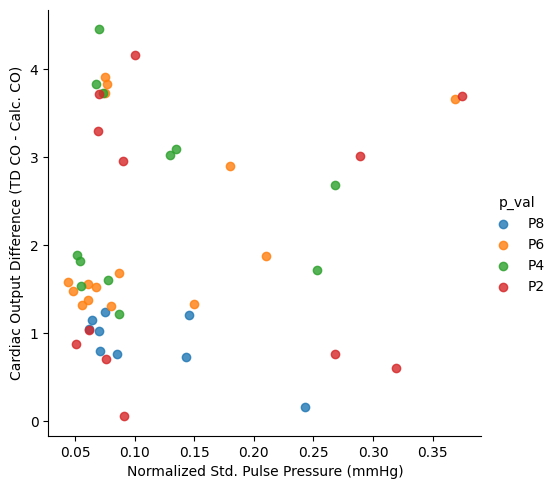 Cardiac Output Difference (TD CO - Calc. CO)
4
3
2
1
0
0.05 0.10 0.15 0.20 0.25 0.30 0.35
Normalized Std. Pulse Pressure (mmHg)
p_val
P8
P6
P4
P2